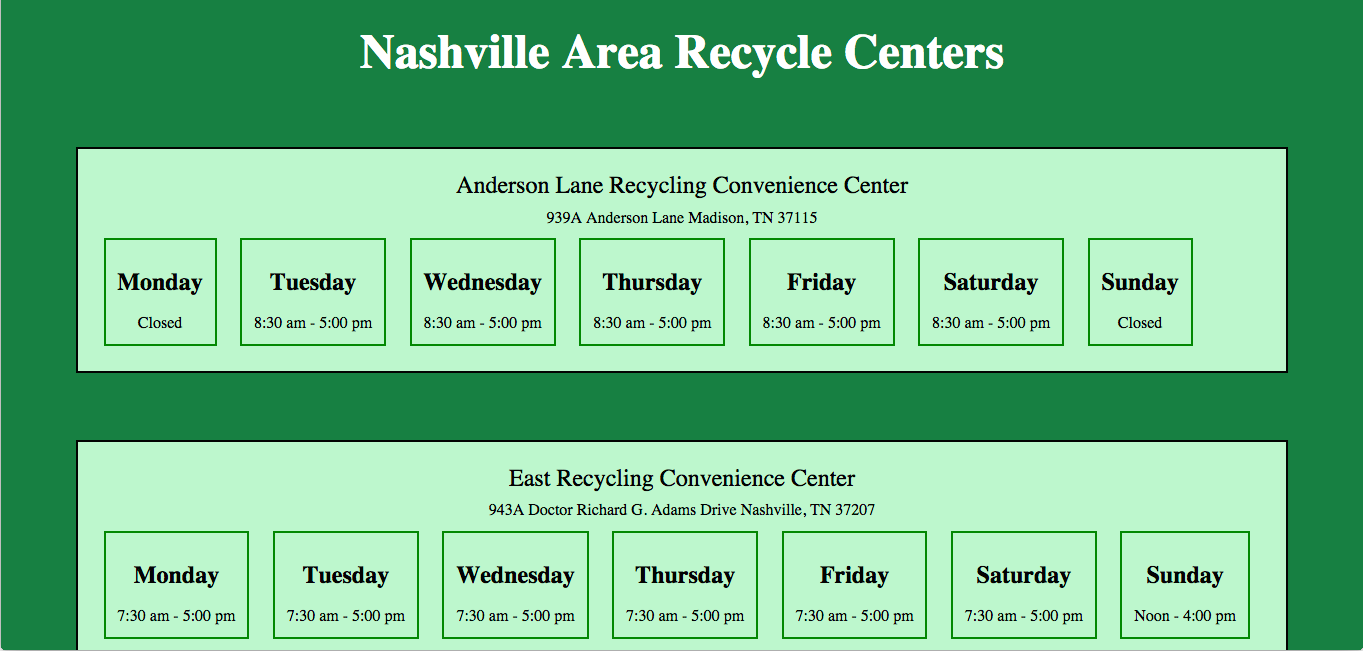 Nashville Area Recycle Centers
Anderson Lane Recycling Convenience Center
939A Anderson Lane Madison, TN 37115
Monday Tuesday Wednesday Thursday Friday Saturday Sunday
Closed 8:30 am - 5:00 pm 8:30 am - 5:00 pm 8:30 am - 5:00 pm 8:30 am - 5:00 pm 8:30 am - 5:00 pm Closed
East Recycling Convenience Center
943A Doctor Richard G. Adams Drive Nashville, TN 37207
Monday Tuesday Wednesday Thursday Friday Saturday Sunday
7:30 am - 5:00 pm 7:30 am - 5:00 pm 7:30 am - 5:00 pm 7:30 am - 5:00 pm 7:30 am - 5:00 pm 7:30 am - 5:00 pm Noon - 4:00 pm